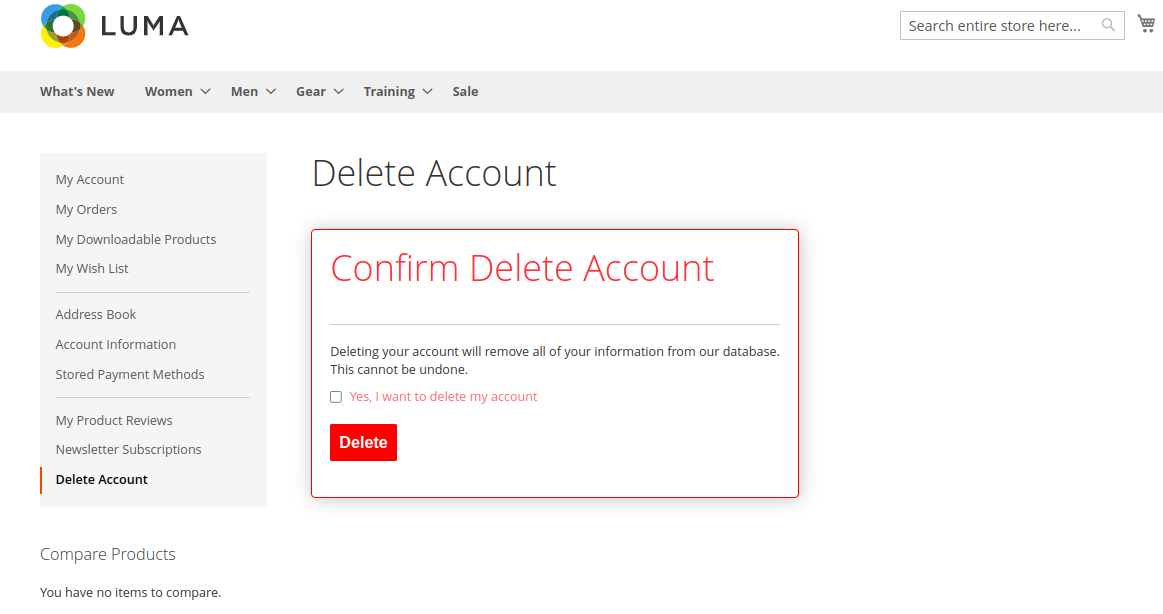 LUMA
Search entire store here...
What's New Women Men Gear Training Sale
My Account
My Orders
My Downloadable Products
My Wish List
Address Book
Account Information
Stored Payment Methods
My Product Reviews
Newsletter Subscriptions
Delete Account
Compare Products
You have no items to compare.
Delete Account
Confirm Delete Account
Deleting your account will remove all of your information from our database.
This cannot be undone.
Yes, I want to delete my account
Delete